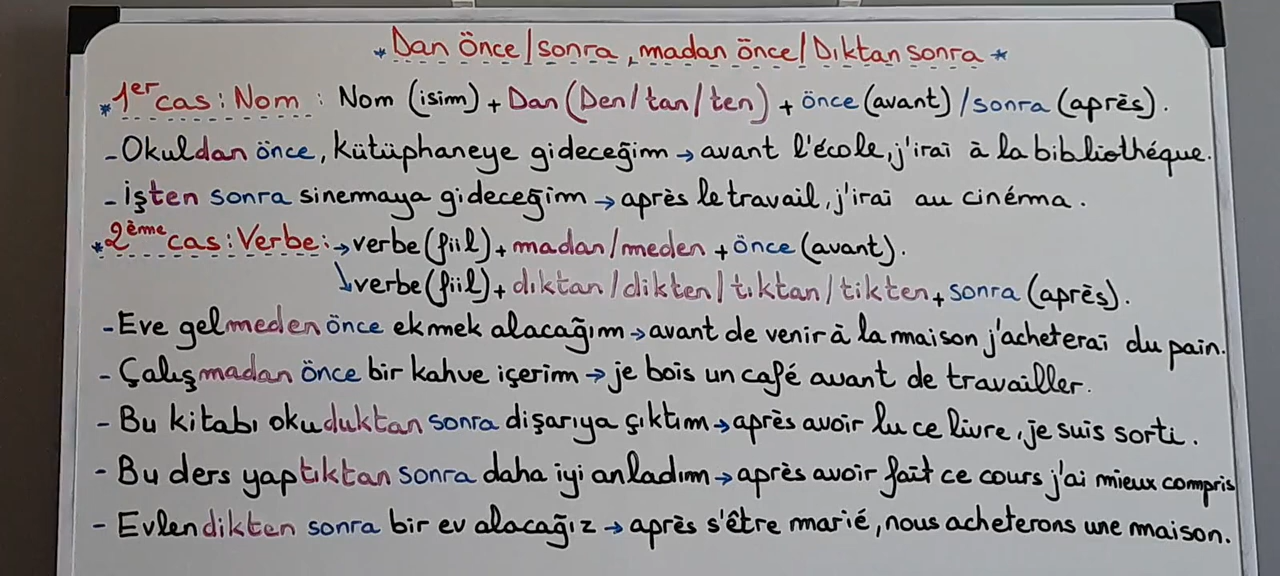 *Dan önce/sonra, madan önce/Dıktan sonra*
*1er cas : Nom : Nom (isim) + Dan (Den/tan/ten) + önce (avant) /sonra (après).
- Okuldan önce, kütüphaneye gideceğim → avant l'école, j'irai à la bibliothéque.
- İşten sonra sinemaya gideceğim → après le travail, j'irai au cinéma.
*2ème cas : Verbe : → verbe (fiil) + madan/meden + önce (avant).
↳ verbe (fiil) + dıktan/dikten/tıktan/tikten + sonra (après).
- Eve gelmeden önce ekmek alacağım → avant de venir à la maison j'acheterai du pain.
- Çalışmadan önce bir kahve içerim → je bois un café avant de travailler.
- Bu kitabı okuduktan sonra dişarıya çıktım → après avoir lu ce livre, je suis sorti.
- Bu ders yaptıktan sonra daha iyi anladım → après avoir fait ce cours j'ai mieux compris
- Evlendikten sonra bir ev alacağız → après s'être marié, nous acheterons une maison.